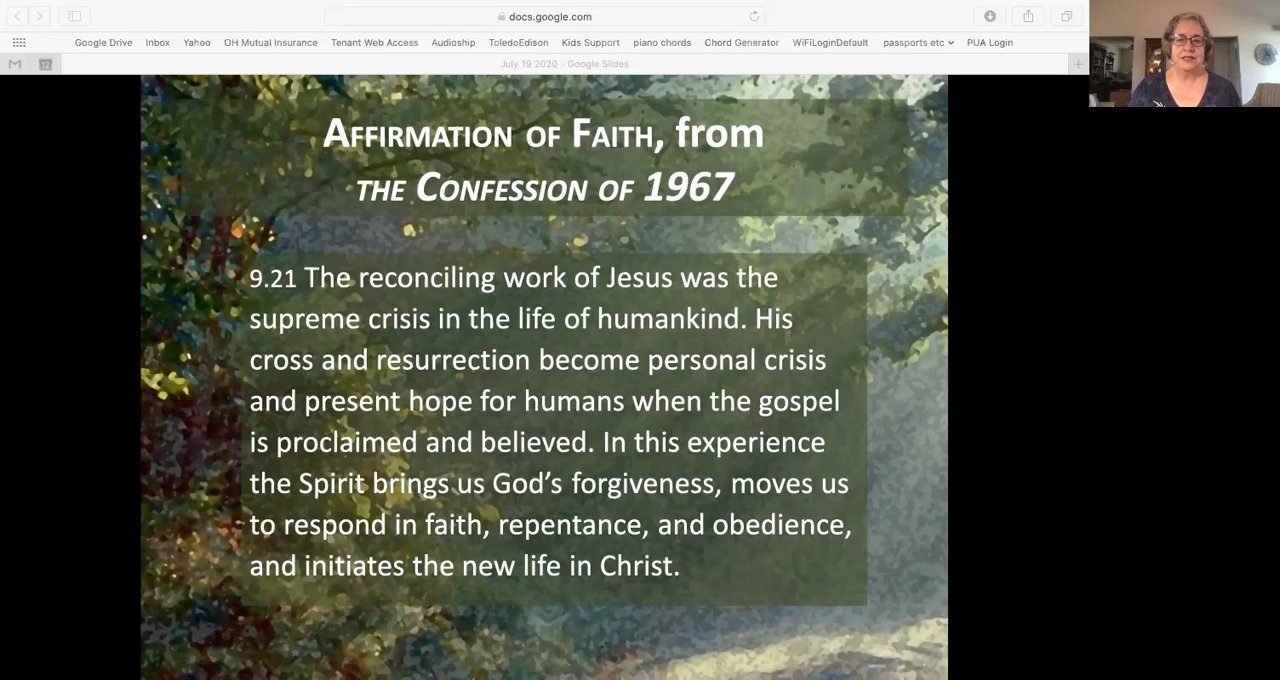 docs.google.com
Google Drive Inbox Yahoo OH Mutual Insurance Tenant Web Access Audioship ToledoEdison Kids Support piano chords Chord Generator WiFiLoginDefault passports etc PUA Login
July 19 2020 - Google Slides
AFFIRMATION OF FAITH, from
THE CONFESSION OF 1967
9.21 The reconciling work of Jesus was the
supreme crisis in the life of humankind. His
cross and resurrection become personal crisis
and present hope for humans when the gospel
is proclaimed and believed. In this experience
the Spirit brings us God’s forgiveness, moves us
to respond in faith, repentance, and obedience,
and initiates the new life in Christ.